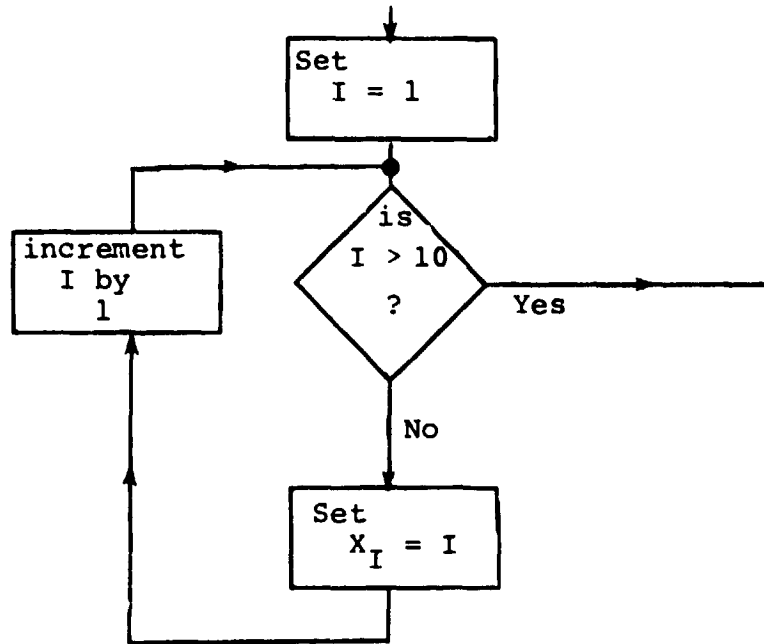 Set
I = 1
increment
I by
1
is
I > 10
?
Yes
No
Set
X_I = I